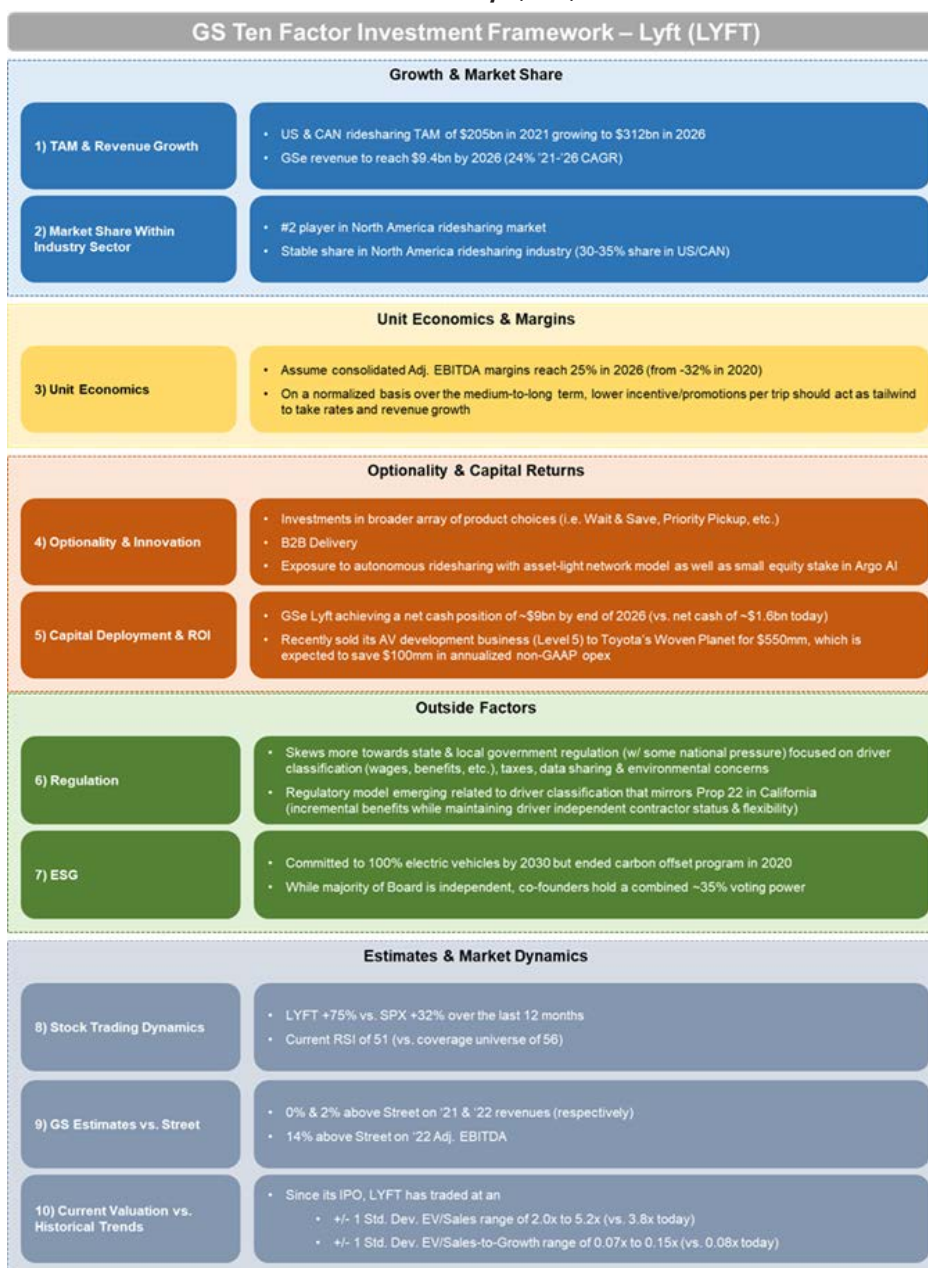 GS Ten Factor Investment Framework – Lyft (LYFT)
Growth & Market Share
1) TAM & Revenue Growth
• US & CAN ridesharing TAM of $205bn in 2021 growing to $312bn in 2026
• GSe revenue to reach $9.4bn by 2026 (24% '21-'26 CAGR)
2) Market Share Within
Industry Sector
• #2 player in North America ridesharing market
• Stable share in North America ridesharing industry (30-35% share in US/CAN)
Unit Economics & Margins
3) Unit Economics
• Assume consolidated Adj. EBITDA margins reach 25% in 2026 (from -32% in 2020)
• On a normalized basis over the medium-to-long term, lower incentive/promotions per trip should act as tailwind
to take rates and revenue growth
Optionality & Capital Returns
4) Optionality & Innovation
• Investments in broader array of product choices (i.e. Wait & Save, Priority Pickup, etc.)
• B2B Delivery
• Exposure to autonomous ridesharing with asset-light network model as well as small equity stake in Argo AI
5) Capital Deployment & ROI
• GSe Lyft achieving a net cash position of ~$9bn by end of 2026 (vs. net cash of ~$1.6bn today)
• Recently sold its AV development business (Level 5) to Toyota's Woven Planet for $550mm, which is
expected to save $100mm in annualized non-GAAP opex
Outside Factors
6) Regulation
• Skews more towards state & local government regulation (w/ some national pressure) focused on driver
classification (wages, benefits, etc.), taxes, data sharing & environmental concerns
• Regulatory model emerging related to driver classification that mirrors Prop 22 in California
(incremental benefits while maintaining driver independent contractor status & flexibility)
7) ESG
• Committed to 100% electric vehicles by 2030 but ended carbon offset program in 2020
• While majority of Board is independent, co-founders hold a combined ~35% voting power
Estimates & Market Dynamics
8) Stock Trading Dynamics
• LYFT +75% vs. SPX +32% over the last 12 months
• Current RSI of 51 (vs. coverage universe of 56)
9) GS Estimates vs. Street
• 0% & 2% above Street on '21 & '22 revenues (respectively)
• 14% above Street on '22 Adj. EBITDA
10) Current Valuation vs.
Historical Trends
• Since its IPO, LYFT has traded at an
• +/- 1 Std. Dev. EV/Sales range of 2.0x to 5.2x (vs. 3.8x today)
• +/- 1 Std. Dev. EV/Sales-to-Growth range of 0.07x to 0.15x (vs. 0.08x today)